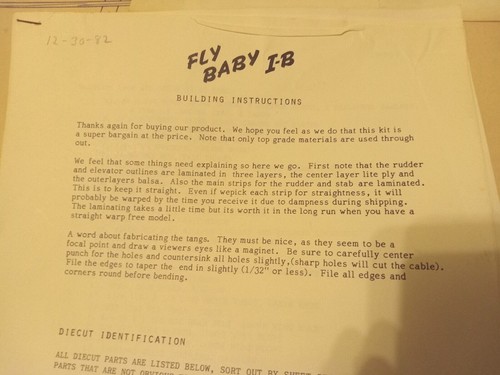 12-30-82
FLY
BABY I-B
BUILDING INSTRUCTIONS
Thanks again for buying our product. We hope you feel as we do that this kit is
a super bargain at the price. Note that only top grade materials are used through
out.
We feel that some things need explaining so here we go. First note that the rudder
and elevator outlines are laminated in three layers, the center layer lite ply and
the outerlayers balsa. Also the main strips for the rudder and stab are laminated.
This is to keep it straight. Even if wepick each strip for straightness, it will
probably be warped by the time you receive it due to dampness during shipping.
The laminating takes a little time but its worth it in the long run when you have a
straight warp free model.
A word about fabricating the tangs. They must be nice, as they seem to be a
focal point and draw a viewers eyes like a maginet. Be sure to carefully center
punch for the holes and countersink all holes slightly,(sharp holes will cut the cable).
File the edges to taper the end in slightly (1/32" or less). File all edges and
corners round before bending.
DIECUT IDENTIFICATION
ALL DIECUT PARTS ARE LISTED BELOW, SORT OUT BY
PARTS THAT ARE NOT